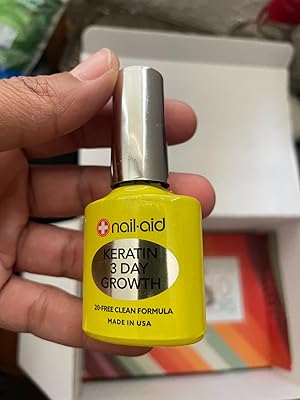 nail-aid
KERATIN
3 DAY
GROWTH
20-FREE CLEAN FORMULA
MADE IN USA